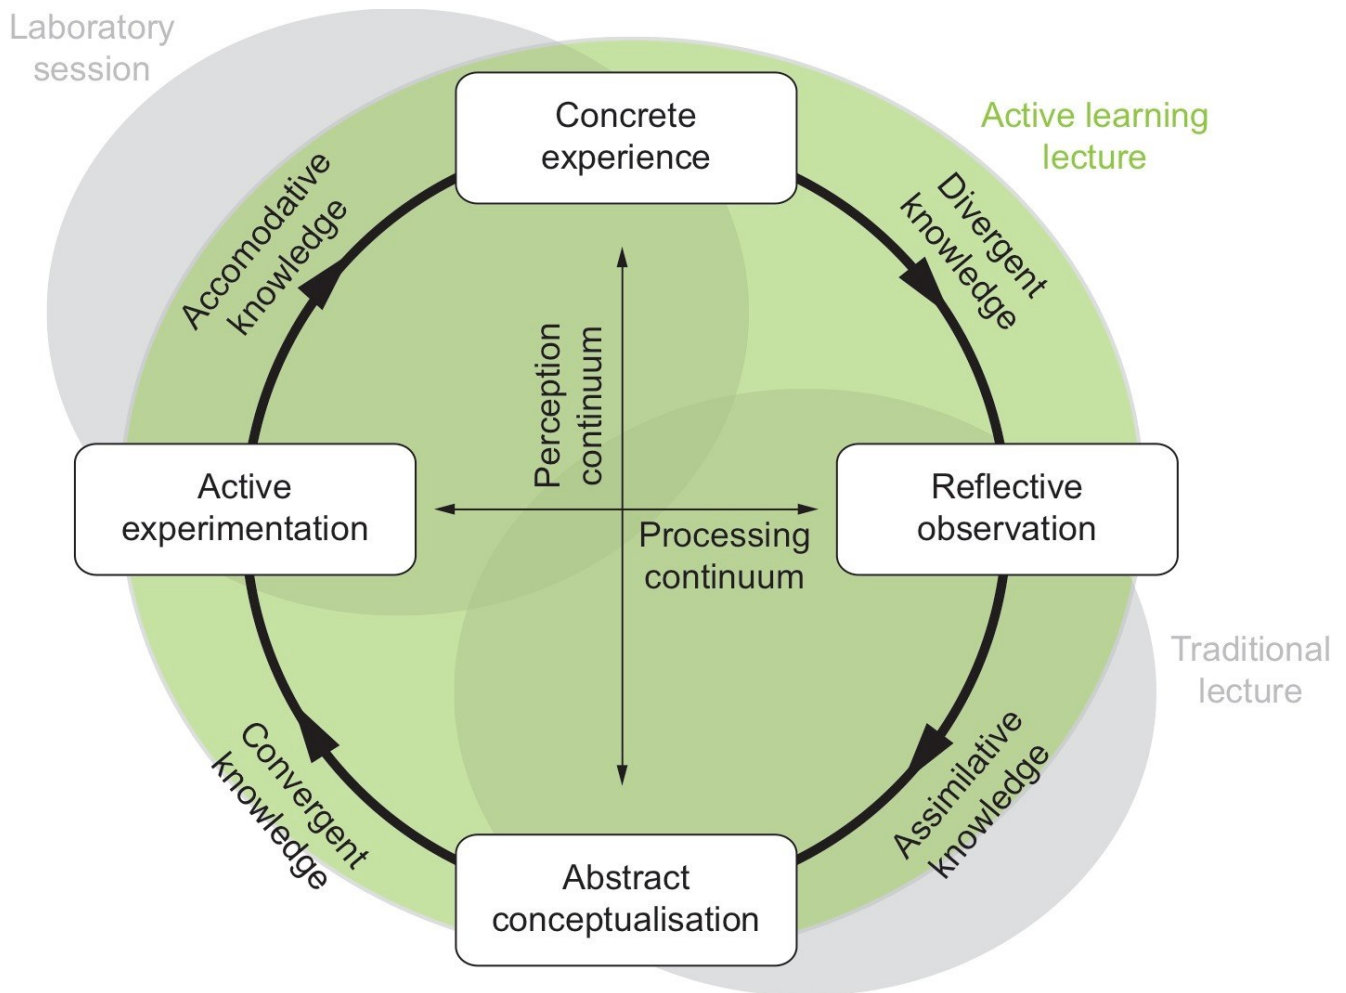 Laboratory
session
Concrete
experience
Active learning
lecture
Accomodative
knowledge
Divergent
knowledge
Perception
continuum
Active
experimentation
Reflective
observation
Processing
continuum
Traditional
lecture
Convergent
knowledge
Assimilative
knowledge
Abstract
conceptualisation